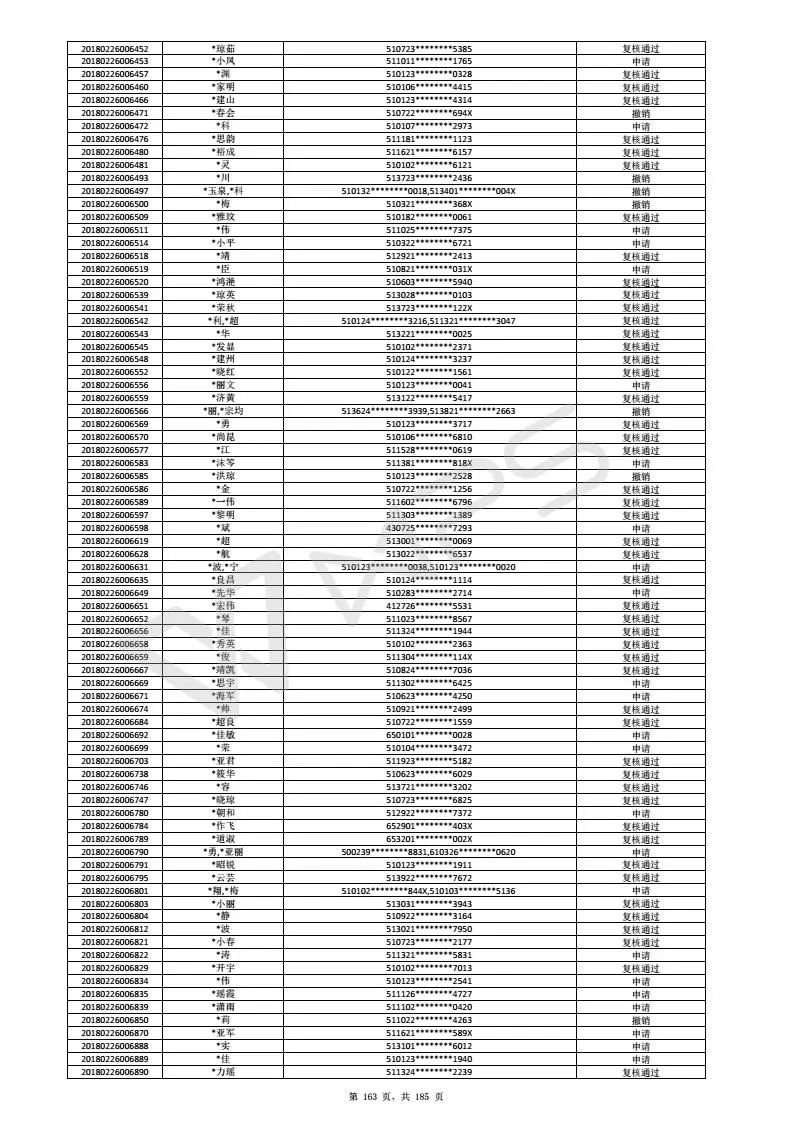 20180226006452 *琼茹 510723********5385 复核通过
20180226006453 *小凤 511011********1765 申请
20180226006457 *渊 510123********0328 复核通过
20180226006460 *家明 510106********4415 复核通过
20180226006466 *建山 510123********4314 复核通过
20180226006471 *春会 510722********694X 撤销
20180226006472 *科 510107********2973 申请
20180226006476 *思韵 511181********1123 复核通过
20180226006480 *裕成 511621********6157 复核通过
20180226006481 *灵 510102********6121 复核通过
20180226006493 *川 513723********2436 撤销
20180226006497 *玉泉,*科 510132********0018,513401********004X 撤销
20180226006500 *梅 510321********368X 撤销
20180226006509 *雅玟 510182********0061 复核通过
20180226006511 *伟 511025********7375 申请
20180226006514 *小平 510322********6721 申请
20180226006518 *靖 512921********2413 复核通过
20180226006519 *臣 510821********031X 申请
20180226006520 *鸿滟 510603********5940 复核通过
20180226006539 *琼英 513028********0103 复核通过
20180226006541 *荣秋 513723********122X 复核通过
20180226006542 *利,*超 510124********3216,511321********3047 复核通过
20180226006543 *华 513221********0025 复核通过
20180226006545 *发显 510102********2371 复核通过
20180226006548 *建州 510124********3237 复核通过
20180226006552 *晓红 510122********1561 复核通过
20180226006556 *丽文 510123********0041 申请
20180226006559 *济黄 513122********5417 复核通过
20180226006566 *丽,*宗均 513624********3939,513821********2663 撤销
20180226006569 *勇 510123********3717 复核通过
20180226006570 *尚昆 510106********6810 复核通过
20180226006577 *江 511528********0619 复核通过
20180226006583 *沫笒 511381********818X 申请
20180226006585 *洪琼 510123********2528 撤销
20180226006586 *金 510722********1256 复核通过
20180226006589 *一伟 511602********6796 复核通过
20180226006597 *黎明 511303********1389 复核通过
20180226006598 *斌 430725********7293 申请
20180226006619 *超 513001********0069 复核通过
20180226006628 *航 513022********6537 复核通过
20180226006631 *波,*宁 510123********0038,510123********0020 申请
20180226006635 *良昌 510124********1114 复核通过
20180226006649 *先华 510283********2714 申请
20180226006651 *宏伟 412726********5531 复核通过
20180226006652 *琴 511023********8567 复核通过
20180226006656 *佳 511324********1944 复核通过
20180226006658 *秀英 510102********2363 复核通过
20180226006659 *俊 511304********114X 复核通过
20180226006667 *靖凯 510824********7036 复核通过
20180226006669 *思宇 511302********6425 申请
20180226006671 *海军 510623********4250 申请
20180226006674 *帅 510921********2499 复核通过
20180226006684 *超良 510722********1559 复核通过
20180226006692 *佳敏 650101********0028 申请
20180226006699 *荣 510104********3472 申请
20180226006703 *亚君 511923********5182 复核通过
20180226006738 *筱华 510623********6029 复核通过
20180226006746 *容 513721********3202 复核通过
20180226006747 *晓琼 510723********6825 复核通过
20180226006780 *朝和 512922********7372 申请
20180226006784 *作飞 652901********403X 复核通过
20180226006789 *道淑 653201********002X 复核通过
20180226006790 *勇,*亚丽 500239********8831,610326********0620 申请
20180226006791 *昭锐 510123********1911 复核通过
20180226006795 *云芸 513922********7672 复核通过
20180226006801 *翔,*梅 510102********844X,510103********5136 申请
20180226006803 *小丽 513031********3943 复核通过
20180226006804 *静 510922********3164 复核通过
20180226006812 *波 513021********7950 复核通过
20180226006821 *小春 510723********2177 复核通过
20180226006822 *涛 511321********5831 申请
20180226006829 *开宇 510102********7013 复核通过
20180226006834 *伟 510123********2541 申请
20180226006835 *瑶霞 511126********4727 申请
20180226006839 *潇雨 511102********0420 申请
20180226006850 *莉 511022********4263 撤销
20180226006870 *亚军 511621********589X 申请
20180226006888 *实 513101********6012 申请
20180226006889 *佳 510123********1940 申请
20180226006890 *力瑶 511324********2239 复核通过
第 163 页, 共 185 页